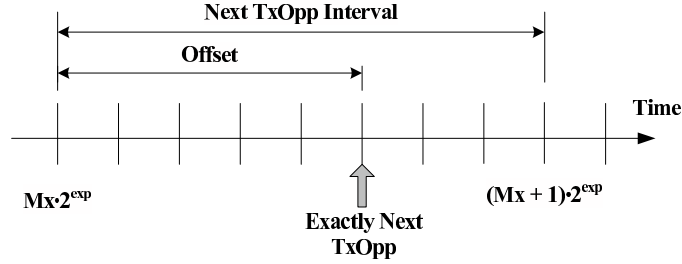 Next TxOpp Interval
Offset
Time
Mx·2^exp
(Mx + 1)·2^exp
Exactly Next
TxOpp